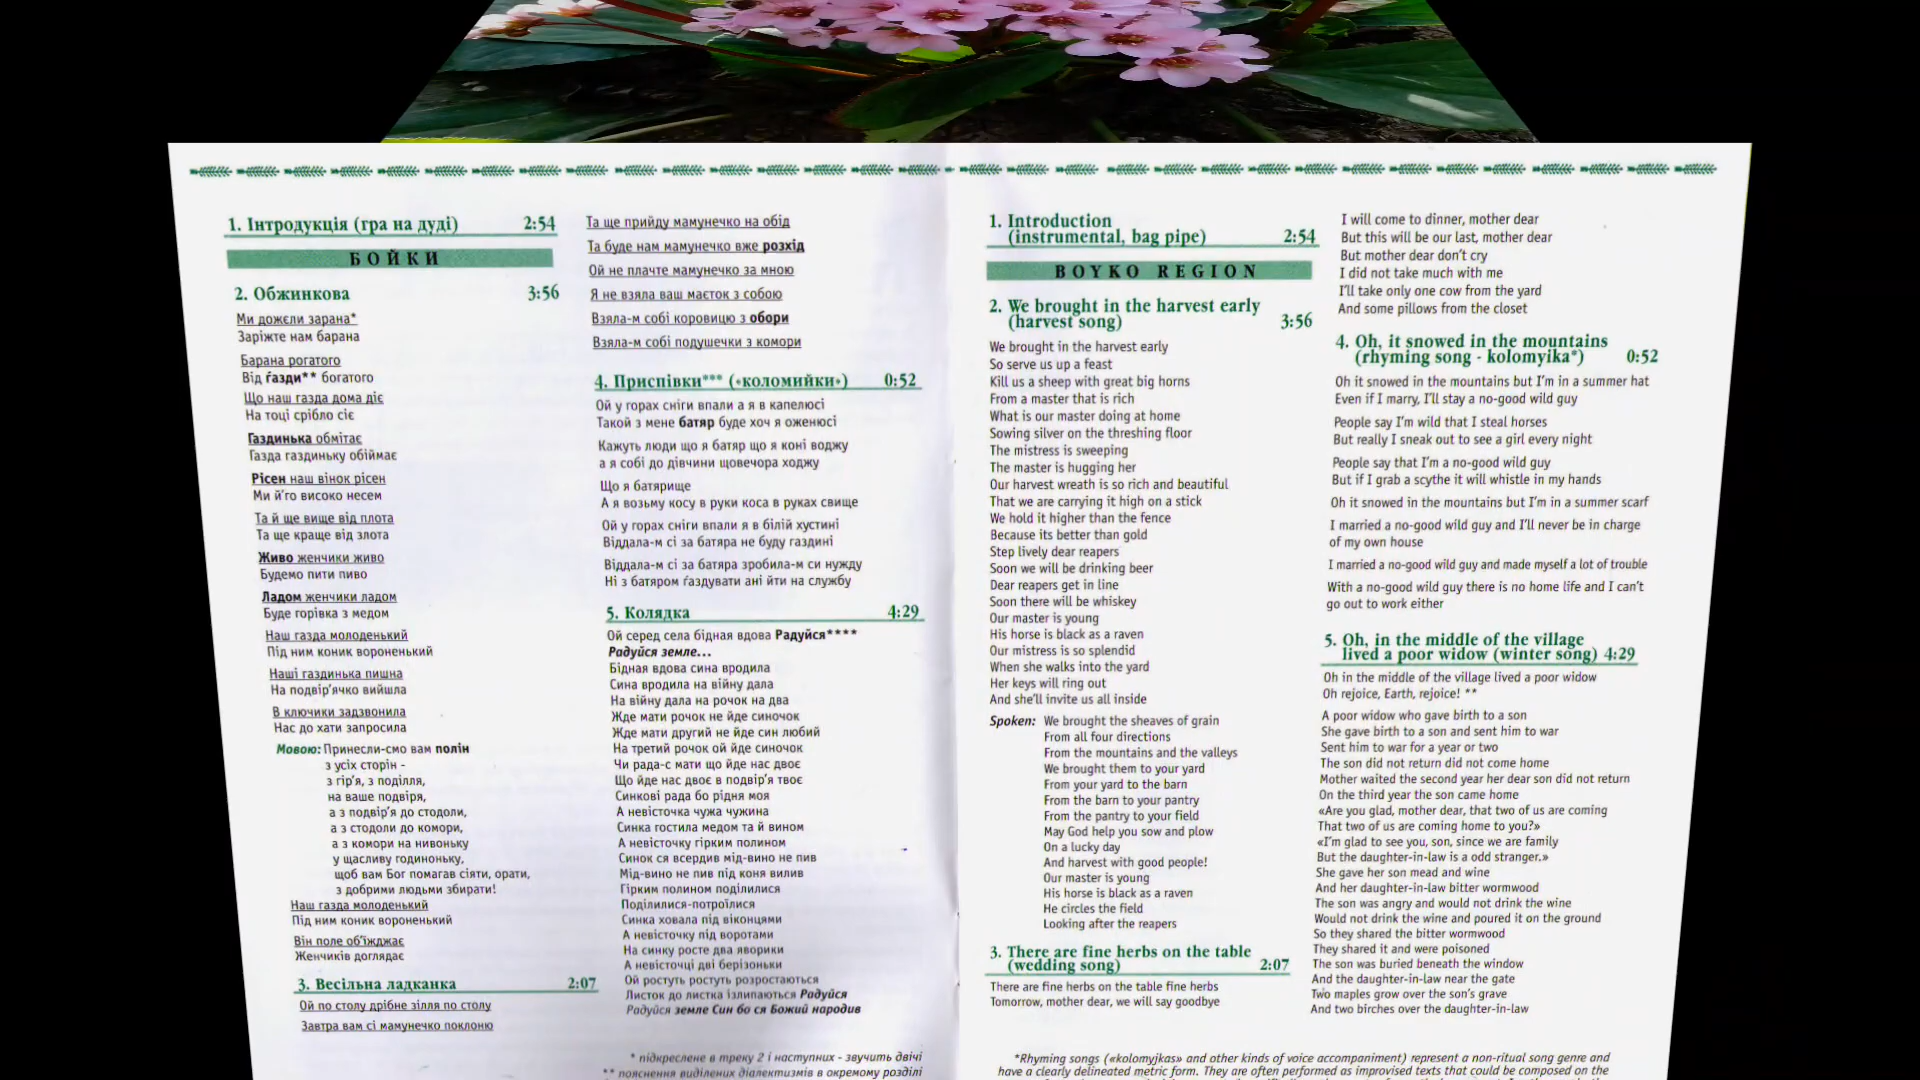 1. Інтродукція (гра на дуді) 2:54
БОЙКИ
2. Обжинкова 3:56
Ми дожєли зарана*
Заріжте нам барана
Барана рогатого
Від ґазди** богатого
Що наш газда дома діє
На тоці срібло сіє
Газдинька обмітає
Газда газдиньку обіймає
Рісен наш вінок рісен
Ми й'го високо несем
Та й ще вище від плота
Та ще краще від злота
Живо женчики живо
Будемо пити пиво
Ладом женчики ладом
Буде горівка з медом
Наш газда молоденький
Під ним коник вороненький
Наші газдинька пишна
На подвір'ячко вийшла
В ключики задзвонила
Нас до хати запросила
Мовою: Принесли-смо вам полін
з усіх сторін -
з гір'я, з поділля,
на ваше подвіря,
а з подвір'я до стодоли,
а з стодоли до комори,
а з комори на нивоньку
у щасливу годиноньку,
щоб вам Бог помагав сіяти, орати,
з добрими людьми збирати!
Наш газда молоденький
Під ним коник вороненький
Він поле об'їжджає
Женчиків доглядає
3. Весільна ладканка 2:07
Ой по столу дрібне зілля по столу
Завтра вам сі мамунечко поклоню
Та ще прийду мамунечко на обід
Та буде нам мамунечко вже розхід
Ой не плачте мамунечко за мною
Я не взяла ваш маєток з собою
Взяла-м собі коровицю з обори
Взяла-м собі подушечки з комори
4. Приспівки*** («коломийки») 0:52
Ой у горах сніги впали а я в капелюсі
Такой з мене батяр буде хоч я оженюсі
Кажуть люди що я батяр що я коні воджу
а я собі до дівчини щовечора ходжу
Що я батярище
А я возьму косу в руки коса в руках свище
Ой у горах сніги впали я в білій хустині
Віддала-м сі за батяра не буду газдині
Віддала-м сі за батяра зробила-м си нужду
Ні з батяром ґаздувати ані йти на службу
5. Колядка 4:29
Ой серед села бідная вдова Радуйся****
Радуйся земле...
Бідная вдова сина вродила
Сина вродила на війну дала
На війну дала на рочок на два
Жде мати рочок не йде синочок
Жде мати другий не йде син любий
На третий рочок ой йде синочок
Чи рада-с мати що йде нас двоє
Що йде нас двоє в подвір'я твоє
Синкові рада бо рідня моя
А невісточка чужа чужина
Синка гостила медом та й вином
А невісточку гірким полином
Синок ся всердив мід-вино не пив
Мід-вино не пив під коня вилив
Гірким полином поділилися
Поділилися-потроїлися
Синка ховала під віконцями
А невісточку під воротами
На синку росте два яворики
А невісточці дві берізоньки
Ой ростуть ростуть розростаються
Листок до листка ізлипаються Радуйся
Радуйся земле Син бо ся Божий народив
* підкреслене в треку 2 і наступних - звучить двічі
** пояснення виділених діалектизмів в окремому розділі
1. Introduction
(instrumental, bag pipe) 2:54
BOYKO REGION
2. We brought in the harvest early
(harvest song) 3:56
We brought in the harvest early
So serve us up a feast
Kill us a sheep with great big horns
From a master that is rich
What is our master doing at home
Sowing silver on the threshing floor
The mistress is sweeping
The master is hugging her
Our harvest wreath is so rich and beautiful
That we are carrying it high on a stick
We hold it higher than the fence
Because its better than gold
Step lively dear reapers
Soon we will be drinking beer
Dear reapers get in line
Soon there will be whiskey
Our master is young
His horse is black as a raven
Our mistress is so splendid
When she walks into the yard
Her keys will ring out
And she'll invite us all inside
Spoken: We brought the sheaves of grain
From all four directions
From the mountains and the valleys
We brought them to your yard
From your yard to the barn
From the barn to your pantry
From the pantry to your field
May God help you sow and plow
On a lucky day
And harvest with good people!
Our master is young
His horse is black as a raven
He circles the field
Looking after the reapers
3. There are fine herbs on the table
(wedding song) 2:07
There are fine herbs on the table fine herbs
Tomorrow, mother dear, we will say goodbye
I will come to dinner, mother dear
But this will be our last, mother dear
But mother dear don't cry
I did not take much with me
I'll take only one cow from the yard
And some pillows from the closet
4. Oh, it snowed in the mountains
(rhyming song - kolomyika*) 0:52
Oh it snowed in the mountains but I'm in a summer hat
Even if I marry, I'll stay a no-good wild guy
People say I'm wild that I steal horses
But really I sneak out to see a girl every night
People say that I'm a no-good wild guy
But if I grab a scythe it will whistle in my hands
Oh it snowed in the mountains but I'm in a summer scarf
I married a no-good wild guy and I'll never be in charge
of my own house
I married a no-good wild guy and made myself a lot of trouble
With a no-good wild guy there is no home life and I can't
go out to work either
5. Oh, in the middle of the village
lived a poor widow (winter song) 4:29
Oh in the middle of the village lived a poor widow
Oh rejoice, Earth, rejoice! **
A poor widow who gave birth to a son
She gave birth to a son and sent him to war
Sent him to war for a year or two
The son did not return did not come home
Mother waited the second year her dear son did not return
On the third year the son came home
«Are you glad, mother dear, that two of us are coming
That two of us are coming home to you?»
«I'm glad to see you, son, since we are family
But the daughter-in-law is a odd stranger.»
She gave her son mead and wine
And her daughter-in-law bitter wormwood
The son was angry and would not drink the wine
Would not drink the wine and poured it on the ground
So they shared the bitter wormwood
They shared it and were poisoned
The son was buried beneath the window
And the daughter-in-law near the gate
Two maples grow over the son's grave
And two birches over the daughter-in-law
*Rhyming songs («kolomyjkas» and other kinds of voice accompaniment) represent a non-ritual song genre and
have a clearly delineated metric form. They are often performed as improvised texts that could be composed on the